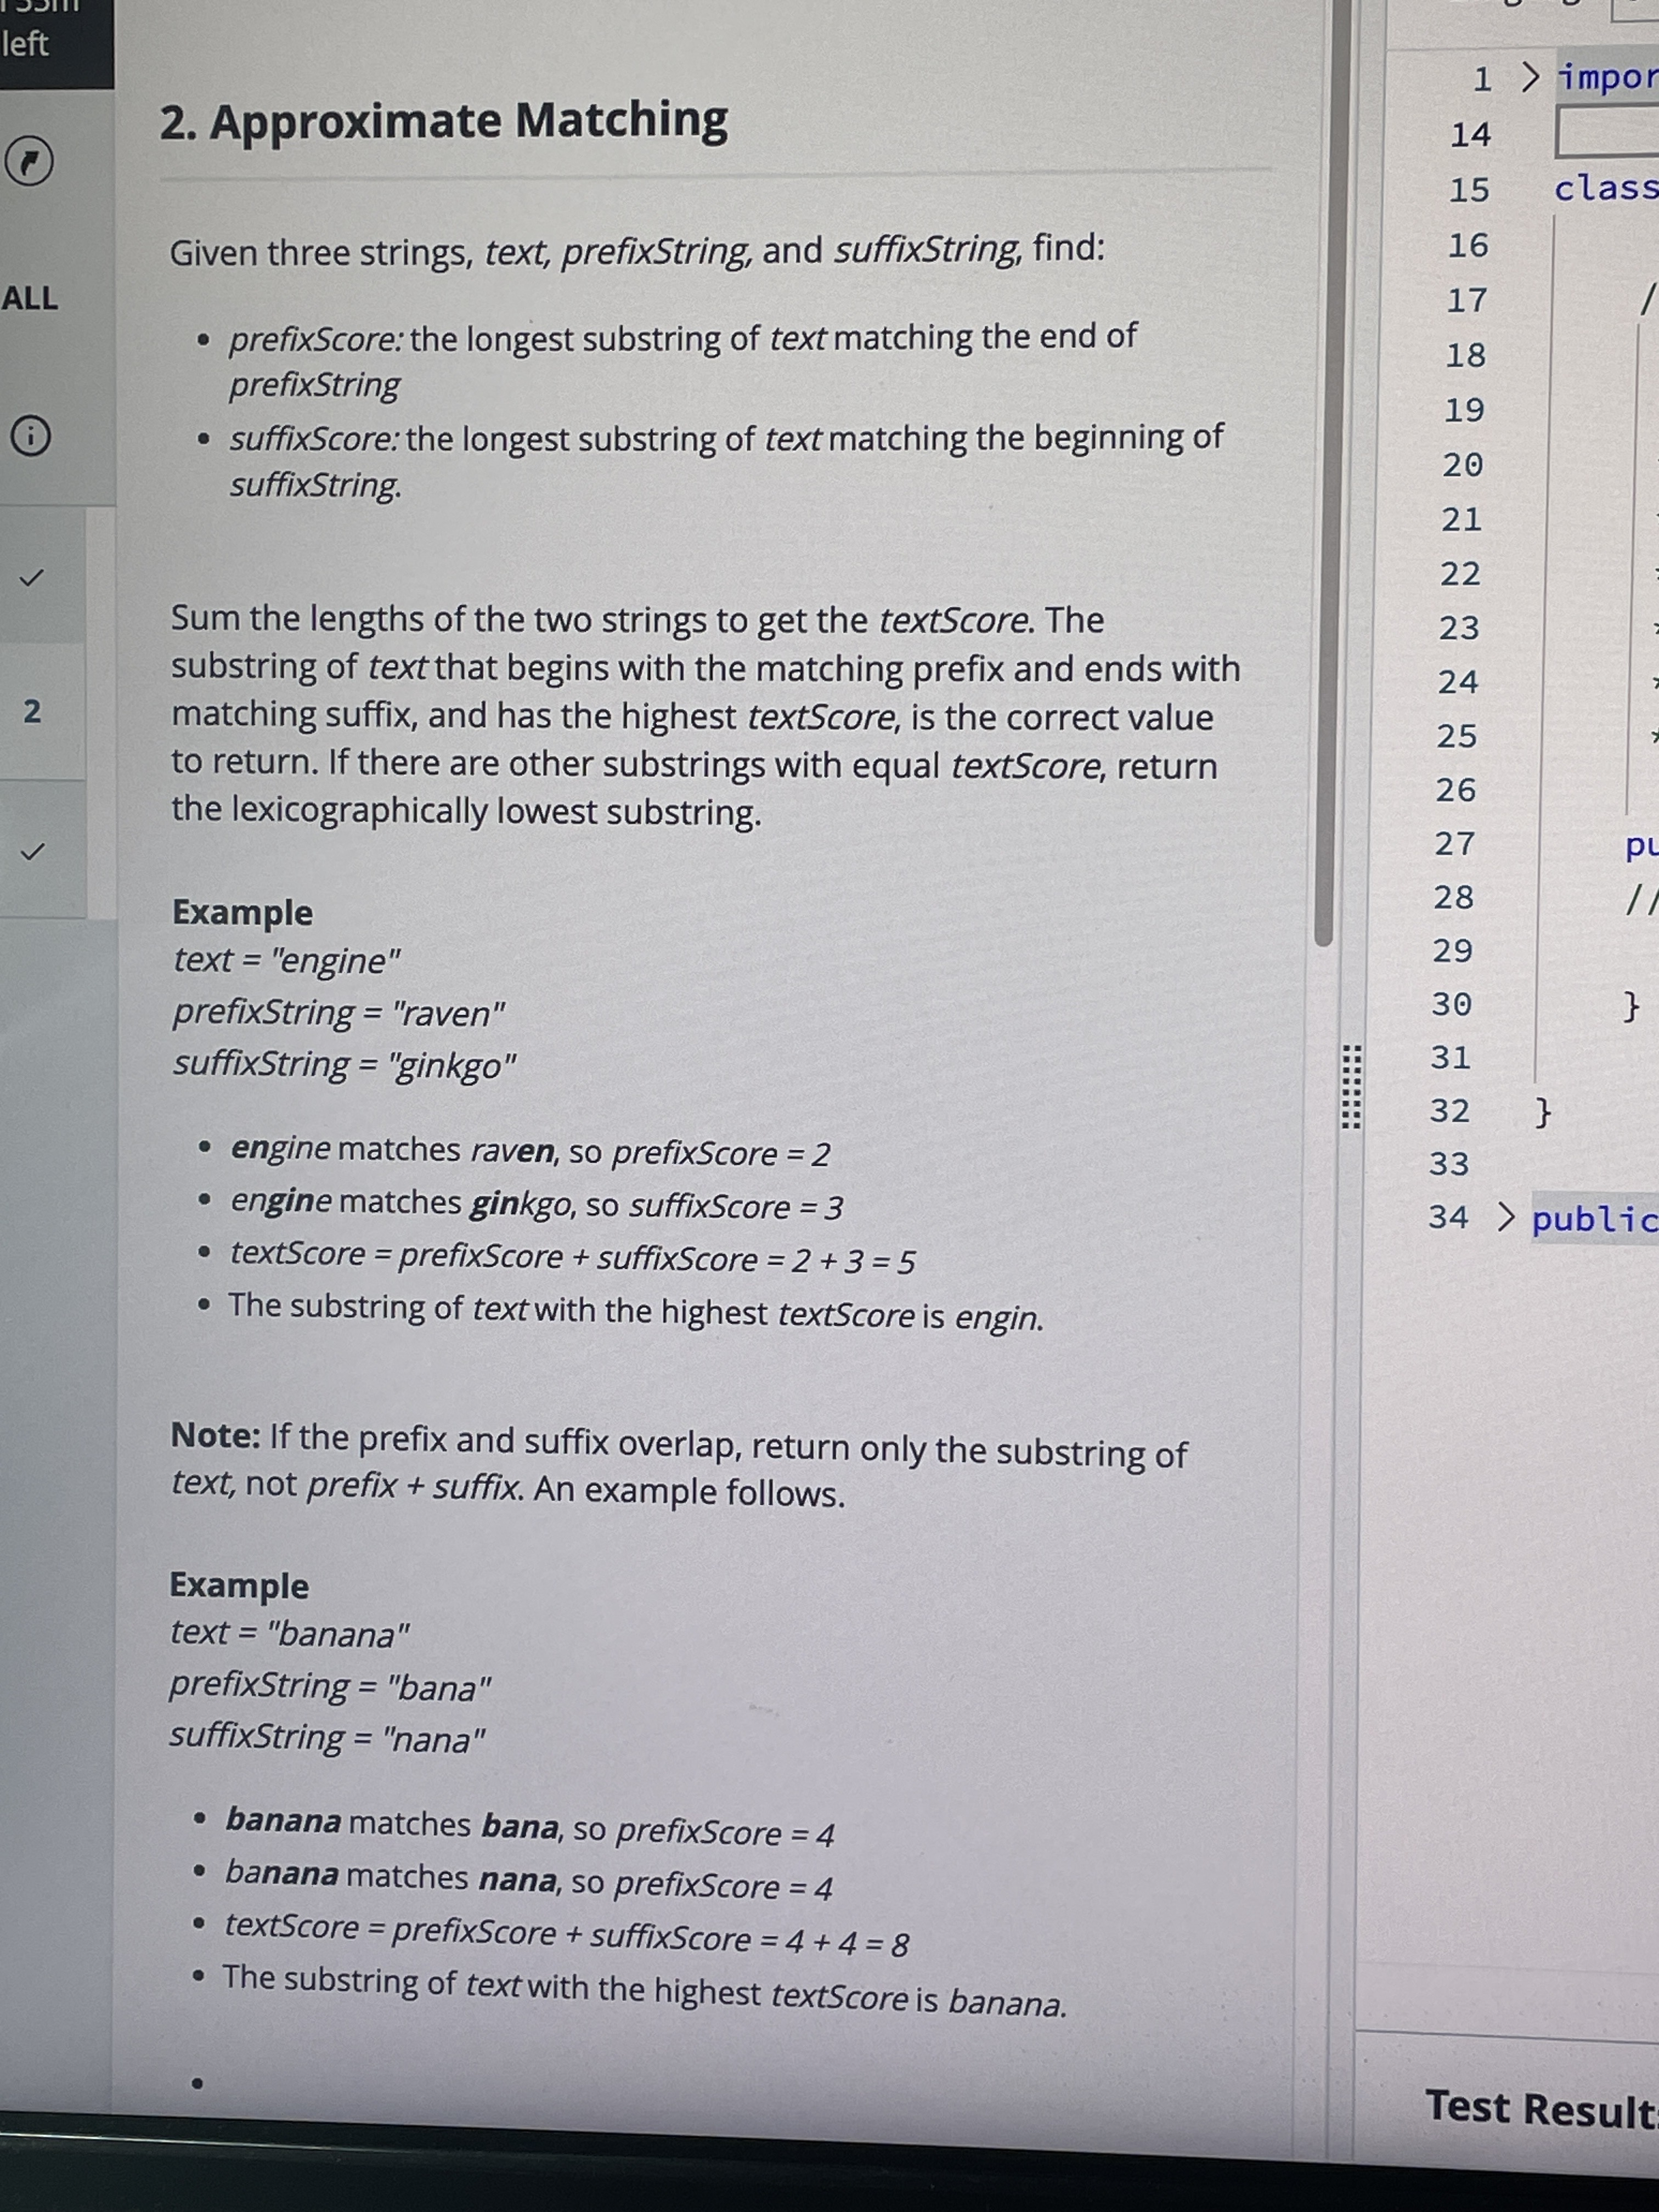 left
ALL
2
2. Approximate Matching
Given three strings, text, prefixString, and suffixString, find:
• prefixScore: the longest substring of text matching the end of
prefixString
• suffixScore: the longest substring of text matching the beginning of
suffixString.
Sum the lengths of the two strings to get the textScore. The
substring of text that begins with the matching prefix and ends with
matching suffix, and has the highest textScore, is the correct value
to return. If there are other substrings with equal textScore, return
the lexicographically lowest substring.
Example
text = "engine"
prefixString = "raven"
suffixString = "ginkgo"
• engine matches raven, so prefixScore = 2
• engine matches ginkgo, so suffixScore = 3
• textScore = prefixScore + suffixScore = 2 + 3 = 5
• The substring of text with the highest textScore is engin.
Note: If the prefix and suffix overlap, return only the substring of
text, not prefix + suffix. An example follows.
Example
text = "banana"
prefixString = "bana"
suffixString = "nana"
• banana matches bana, so prefixScore = 4
• banana matches nana, so prefixScore = 4
• textScore = prefixScore + suffixScore = 4 + 4 = 8
• The substring of text with the highest textScore is banana.
•
1 > impor
14
15 class
16
17 /
18
19
20
21
22
23
24
25
26
27 pu
28 //
29
30 }
31
32 }
33
34 > public
Test Result